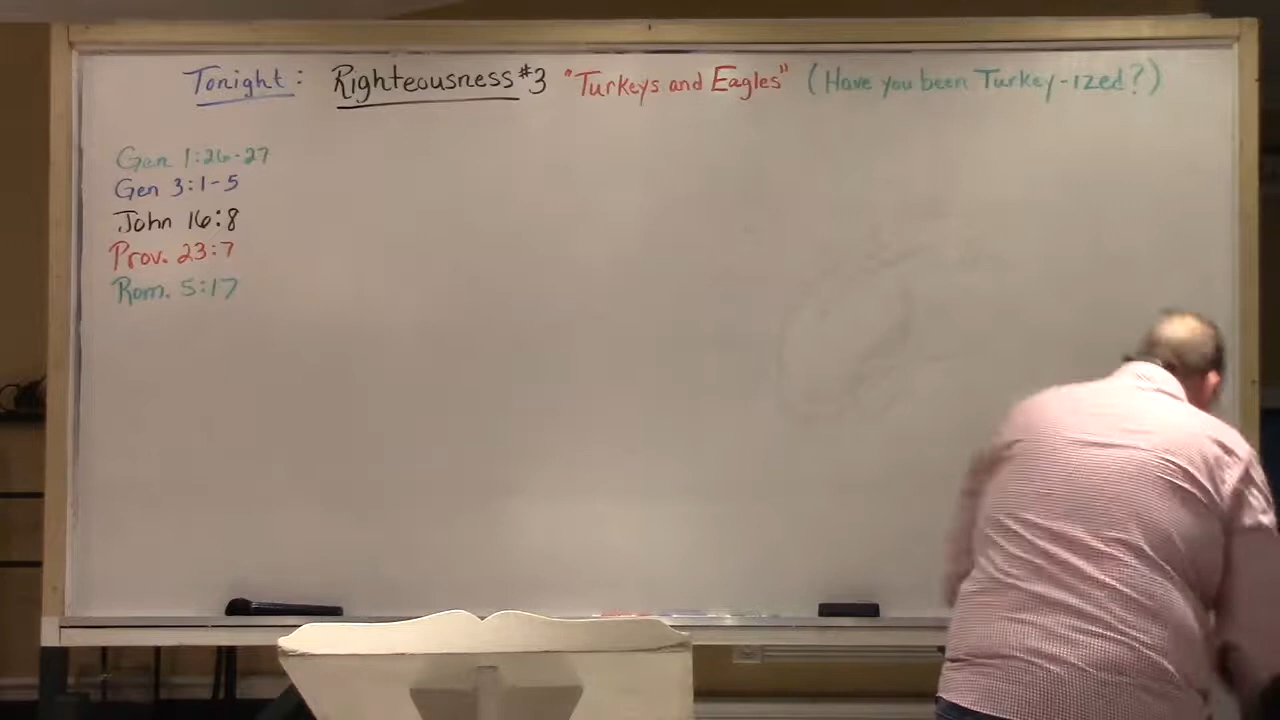 Tonight: Righteousness #3 "Turkeys and Eagles" (Have you been Turkey-ized?)
Gen 1:26-27
Gen 3:1-5
John 16:8
Prov. 23:7
Rom. 5:17